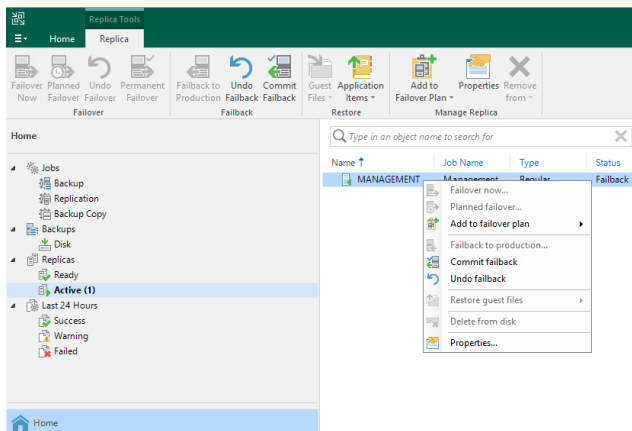 Replica Tools
Home Replica
Failover Now Planned Failover Undo Failover Permanent Failover Failback to Production Undo Failback Commit Failback Guest Files Application Items Add to Failover Plan Properties Remove from
Failover Failback Restore Manage Replica
Home
Type in an object name to search for
Name Job Name Type Status
MANAGEMENT Management Regular Failback
Jobs
Backup
Replication
Backup Copy
Backups
Disk
Replicas
Ready
Active (1)
Last 24 Hours
Success
Warning
Failed
Failover now...
Planned failover...
Add to failover plan
Failback to production...
Commit failback
Undo failback
Restore guest files
Delete from disk
Properties...
Home